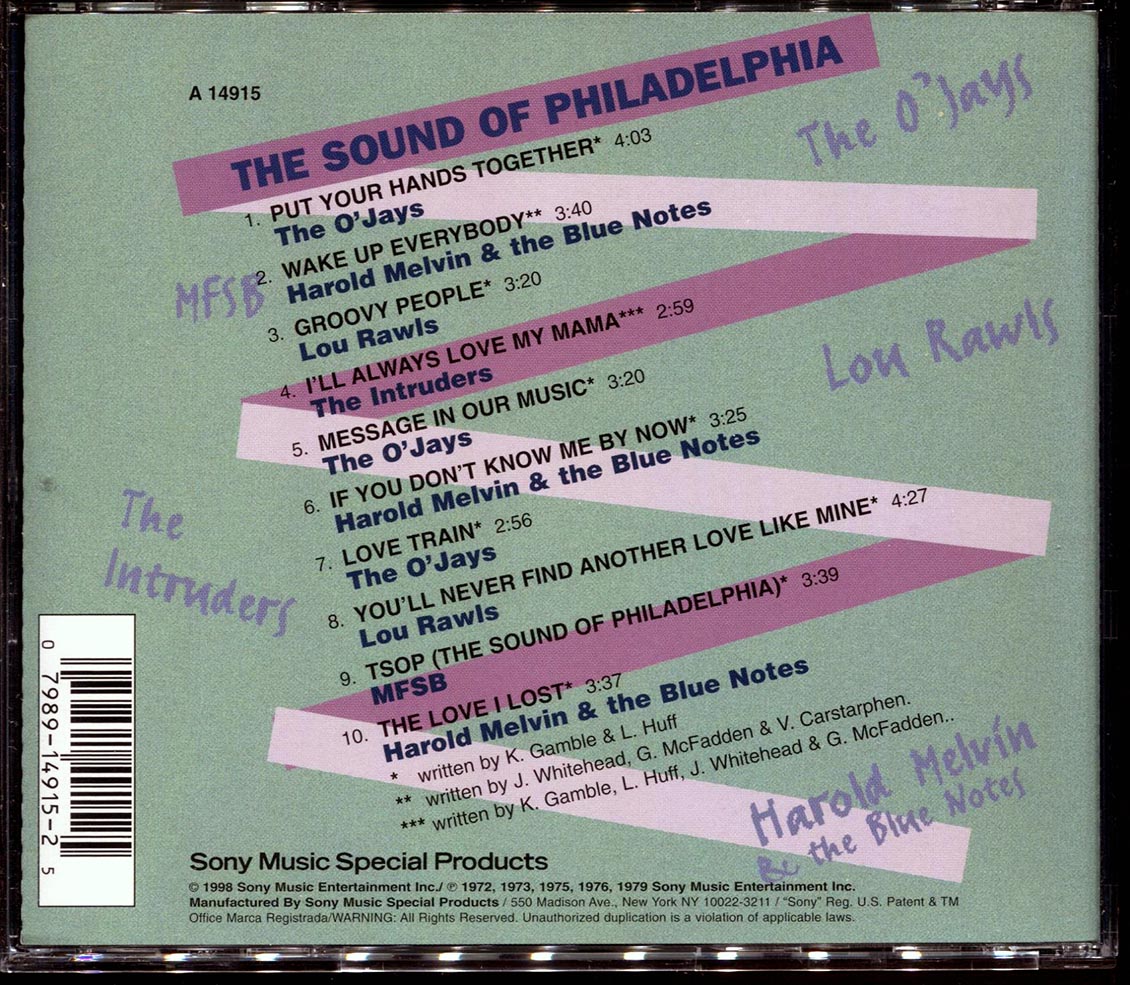 A 14915
THE SOUND OF PHILADELPHIA
The O'Jays
1. PUT YOUR HANDS TOGETHER* 4:03
The O'Jays
2. WAKE UP EVERYBODY** 3:40
Harold Melvin & the Blue Notes
MFSB
3. GROOVY PEOPLE* 3:20
Lou Rawls
Lou Rawls
4. I'LL ALWAYS LOVE MY MAMA*** 2:59
The Intruders
5. MESSAGE IN OUR MUSIC* 3:20
The O'Jays
6. IF YOU DON'T KNOW ME BY NOW* 3:25
Harold Melvin & the Blue Notes
The
Intruders
7. LOVE TRAIN* 2:56
The O'Jays
8. YOU'LL NEVER FIND ANOTHER LOVE LIKE MINE* 4:27
Lou Rawls
9. TSOP (THE SOUND OF PHILADELPHIA)* 3:39
MFSB
10. THE LOVE I LOST* 3:37
Harold Melvin & the Blue Notes
* written by K. Gamble & L. Huff
** written by J. Whitehead, G. McFadden & V. Carstarphen.
*** written by K. Gamble, L. Huff, J. Whitehead & G. McFadden..
Harold Melvin
& the Blue Notes
0 7989-14915-2 5
Sony Music Special Products
© 1998 Sony Music Entertainment Inc./ ℗ 1972, 1973, 1975, 1976, 1979 Sony Music Entertainment Inc.
Manufactured By Sony Music Special Products / 550 Madison Ave., New York NY 10022-3211 / "Sony" Reg. U.S. Patent & TM
Office Marca Registrada/WARNING: All Rights Reserved. Unauthorized duplication is a violation of applicable laws.